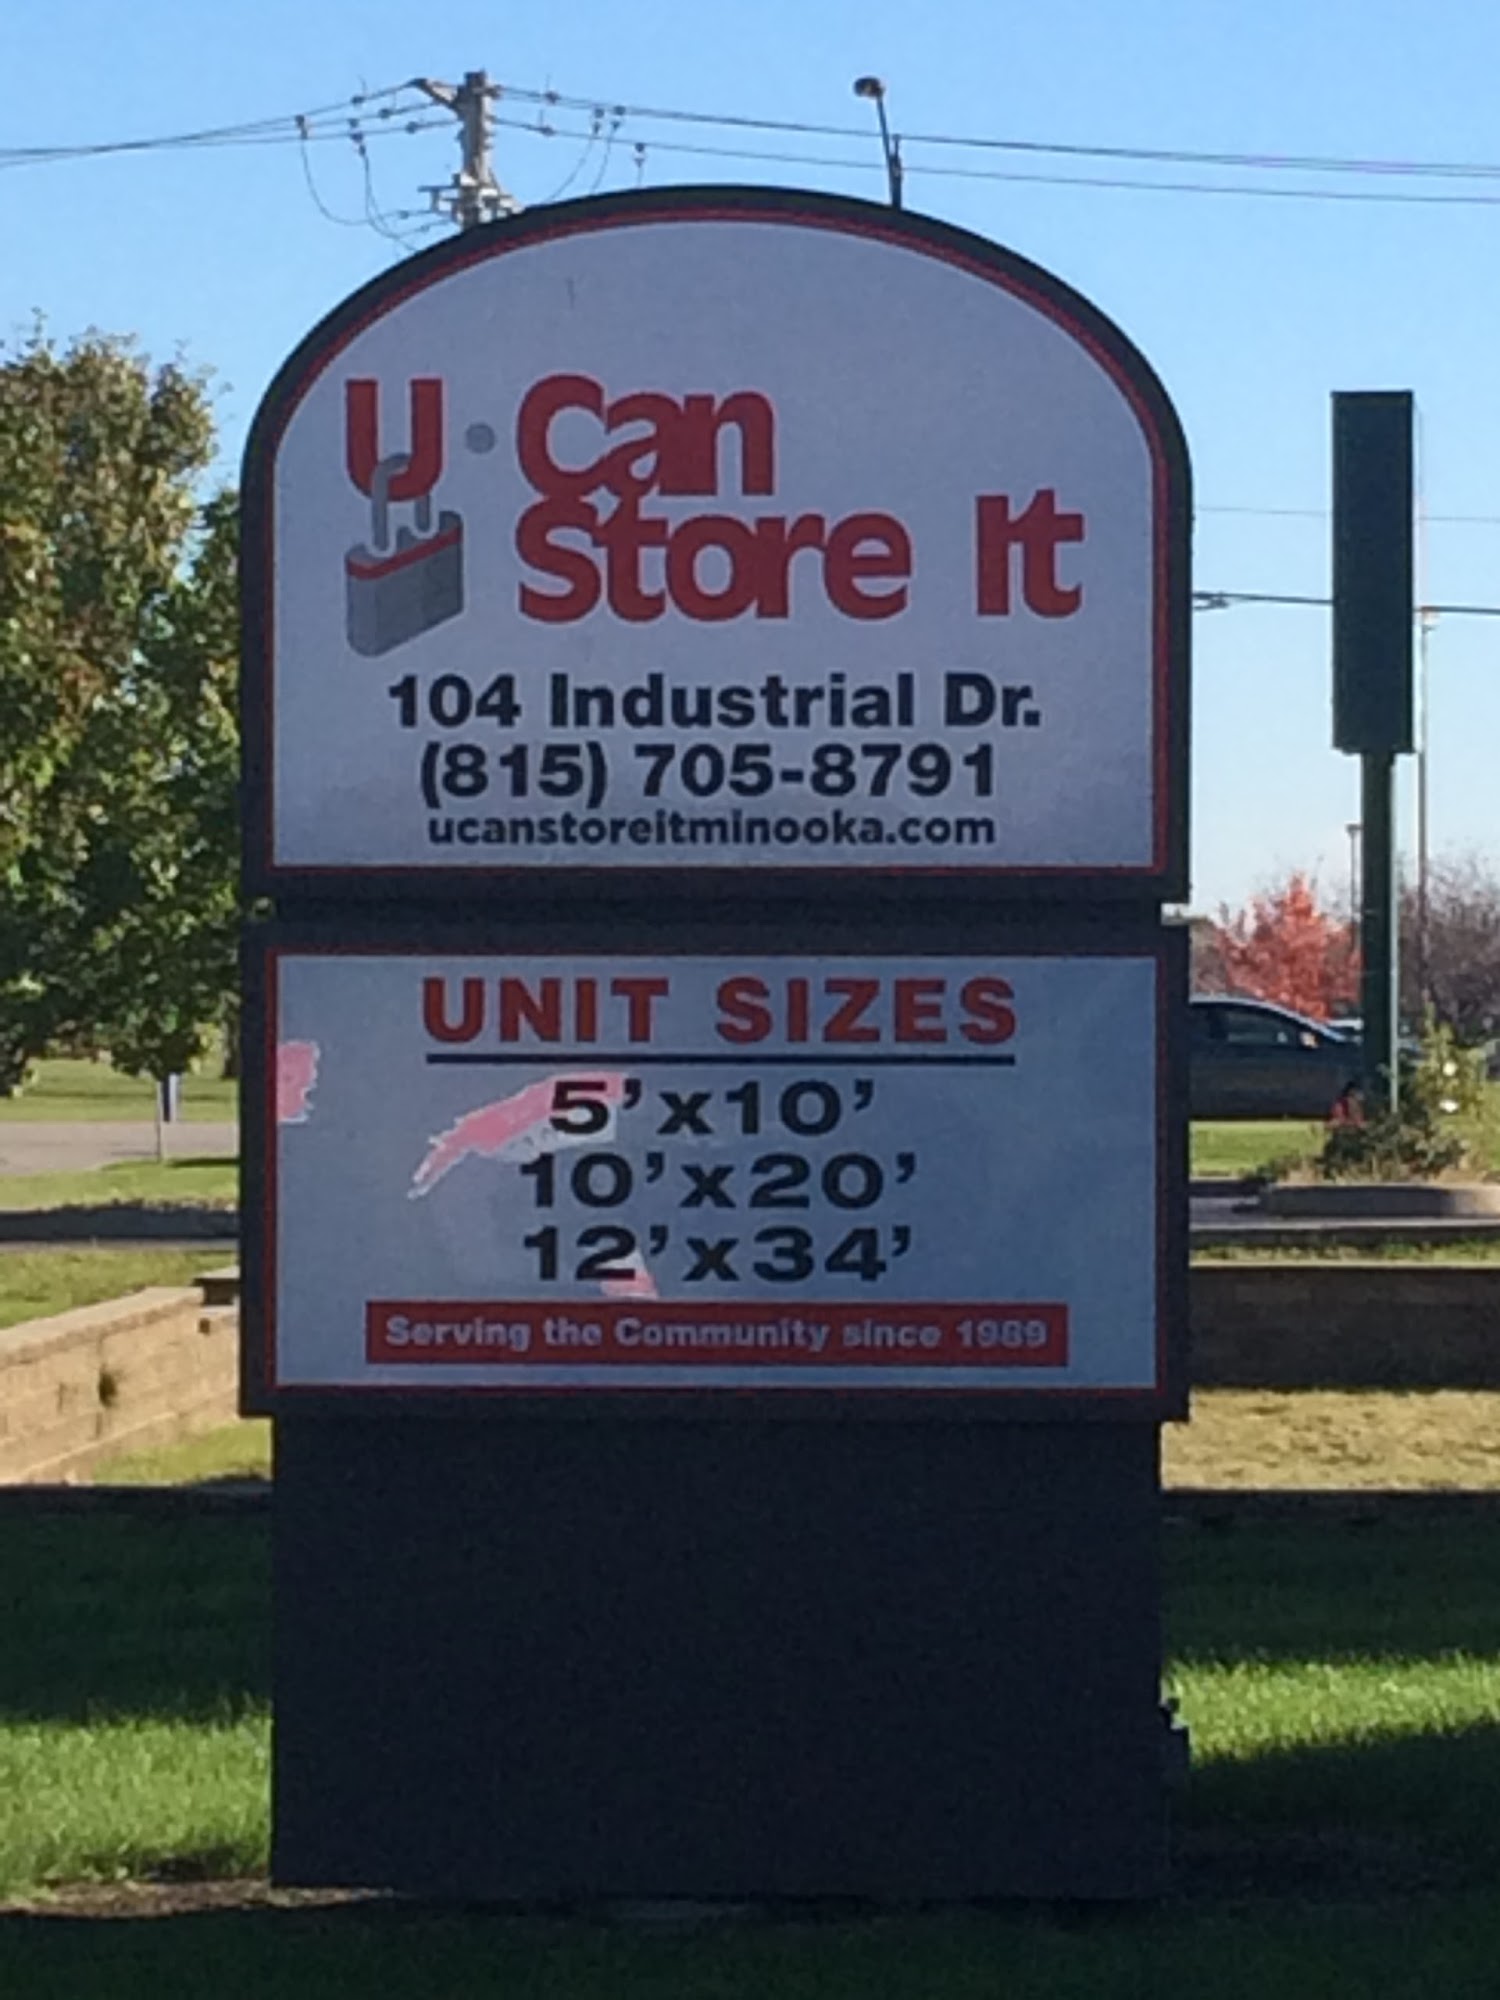 U · Can
Store It
104 Industrial Dr.
(815) 705-8791
ucanstoreitminooka.com
UNIT SIZES
5'x10'
10'x20'
12'x34'
Serving the Community since 1989